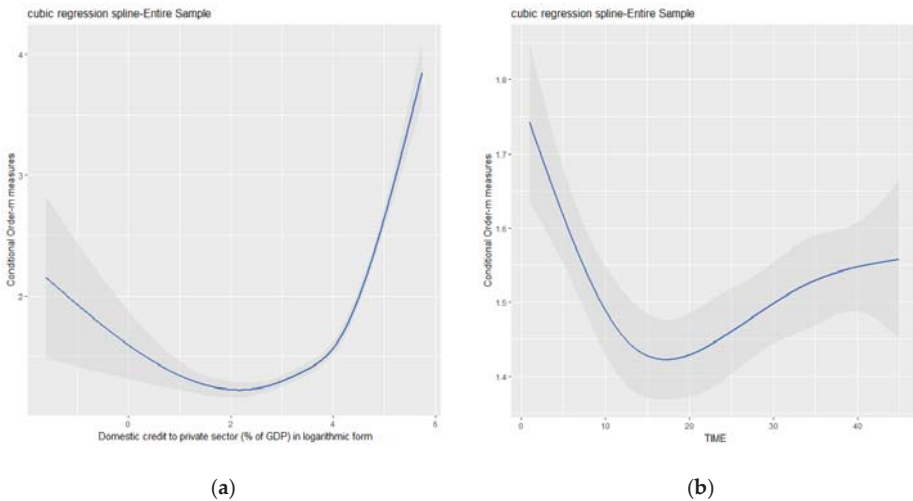 cubic regression spline-Entire Sample
Conditional Order-m measures
4
3
2
0
2
4
6
Domestic credit to private sector (% of GDP) in logarithmic form
(a)
cubic regression spline-Entire Sample
Conditional Order-m measures
1.8
1.7
1.6
1.5
1.4
0
10
20
30
40
TIME
(b)